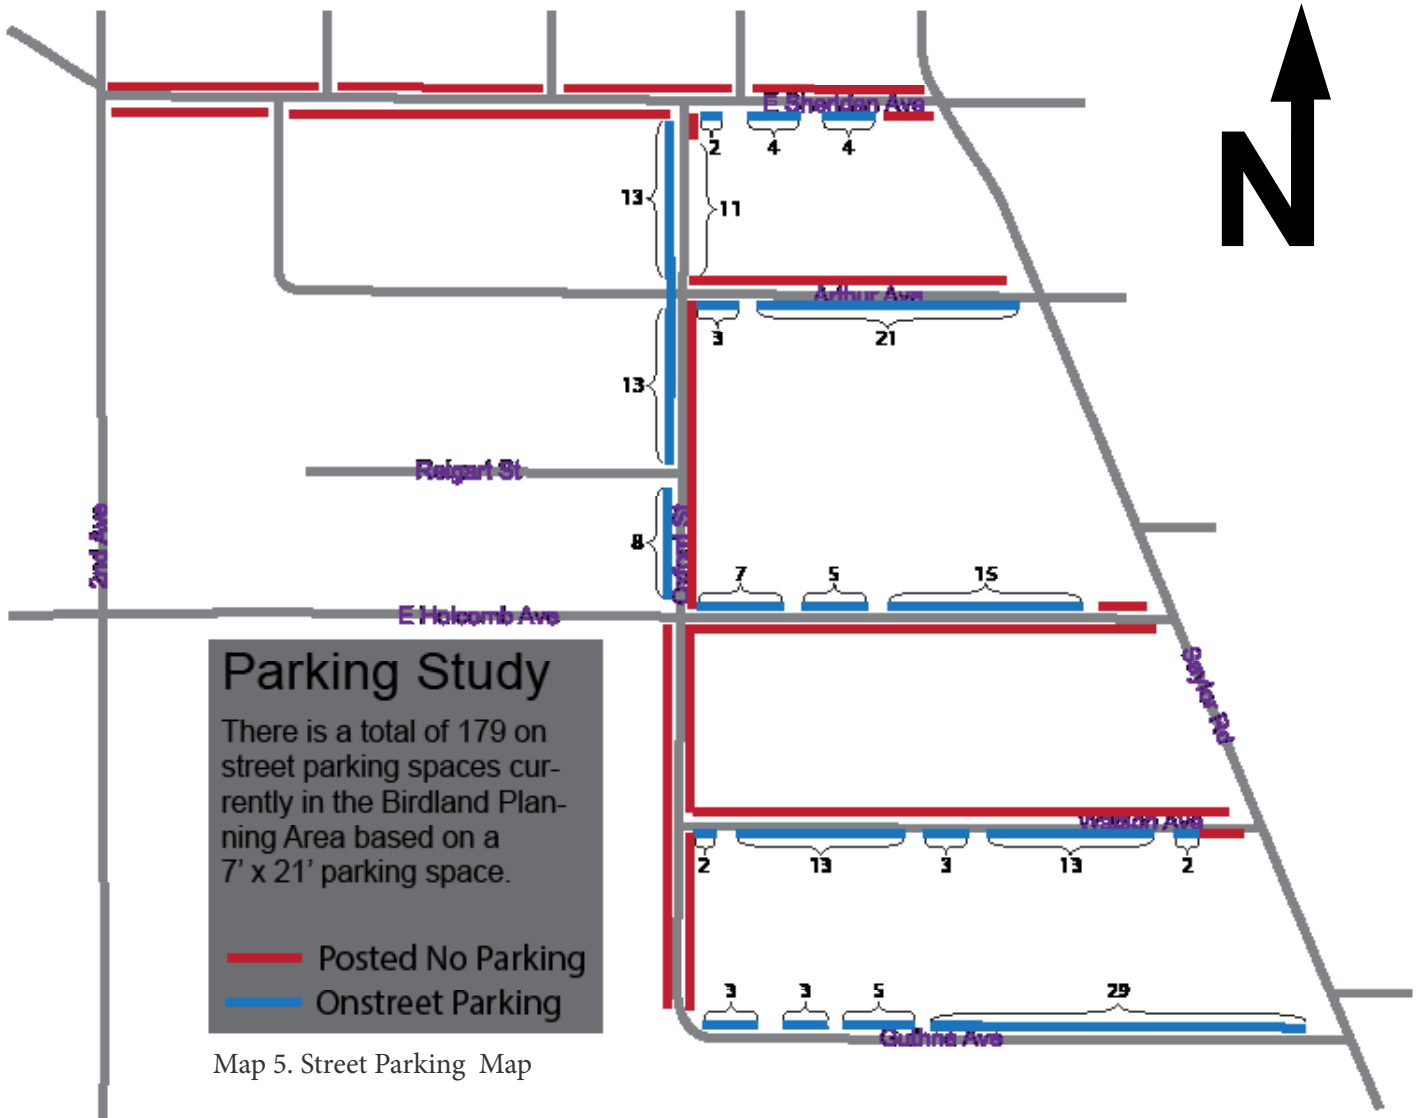 N
E Sheridan Ave
2
4
4
13
11
Arthur Ave
3
21
13
Reigart St
2nd Ave
Oxford St
8
7
5
15
E Holcomb Ave
Saylor Rd
Parking Study
There is a total of 179 on
street parking spaces cur-
rently in the Birdland Plan-
ning Area based on a
7’ x 21’ parking space.
Posted No Parking
Onstreet Parking
Watson Ave
2
13
3
13
2
3
3
5
29
Guthrie Ave
Map 5. Street Parking Map